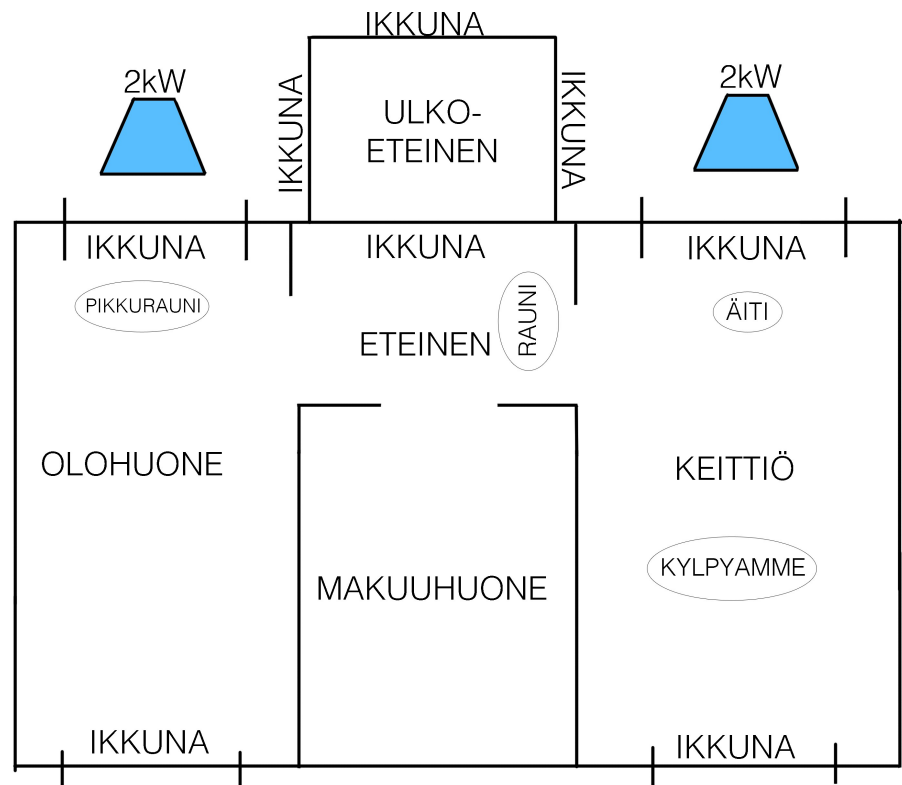 IKKUNA
2kW
2kW
IKKUNA
ULKO-
ETEINEN
IKKUNA
IKKUNA
IKKUNA
IKKUNA
PIKKURAUNI
RAUNI
ÄITI
ETEINEN
OLOHUONE
KEITTIÖ
KYLPYAMME
MAKUUHUONE
IKKUNA
IKKUNA